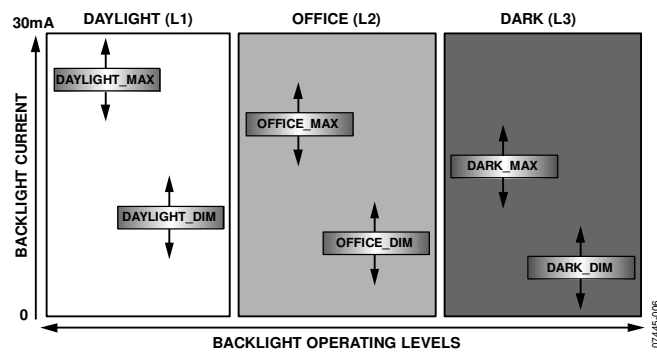 30mA
DAYLIGHT (L1)
OFFICE (L2)
DARK (L3)
DAYLIGHT_MAX
OFFICE_MAX
DARK_MAX
DAYLIGHT_DIM
OFFICE_DIM
DARK_DIM
BACKLIGHT CURRENT
0
BACKLIGHT OPERATING LEVELS
07445-006